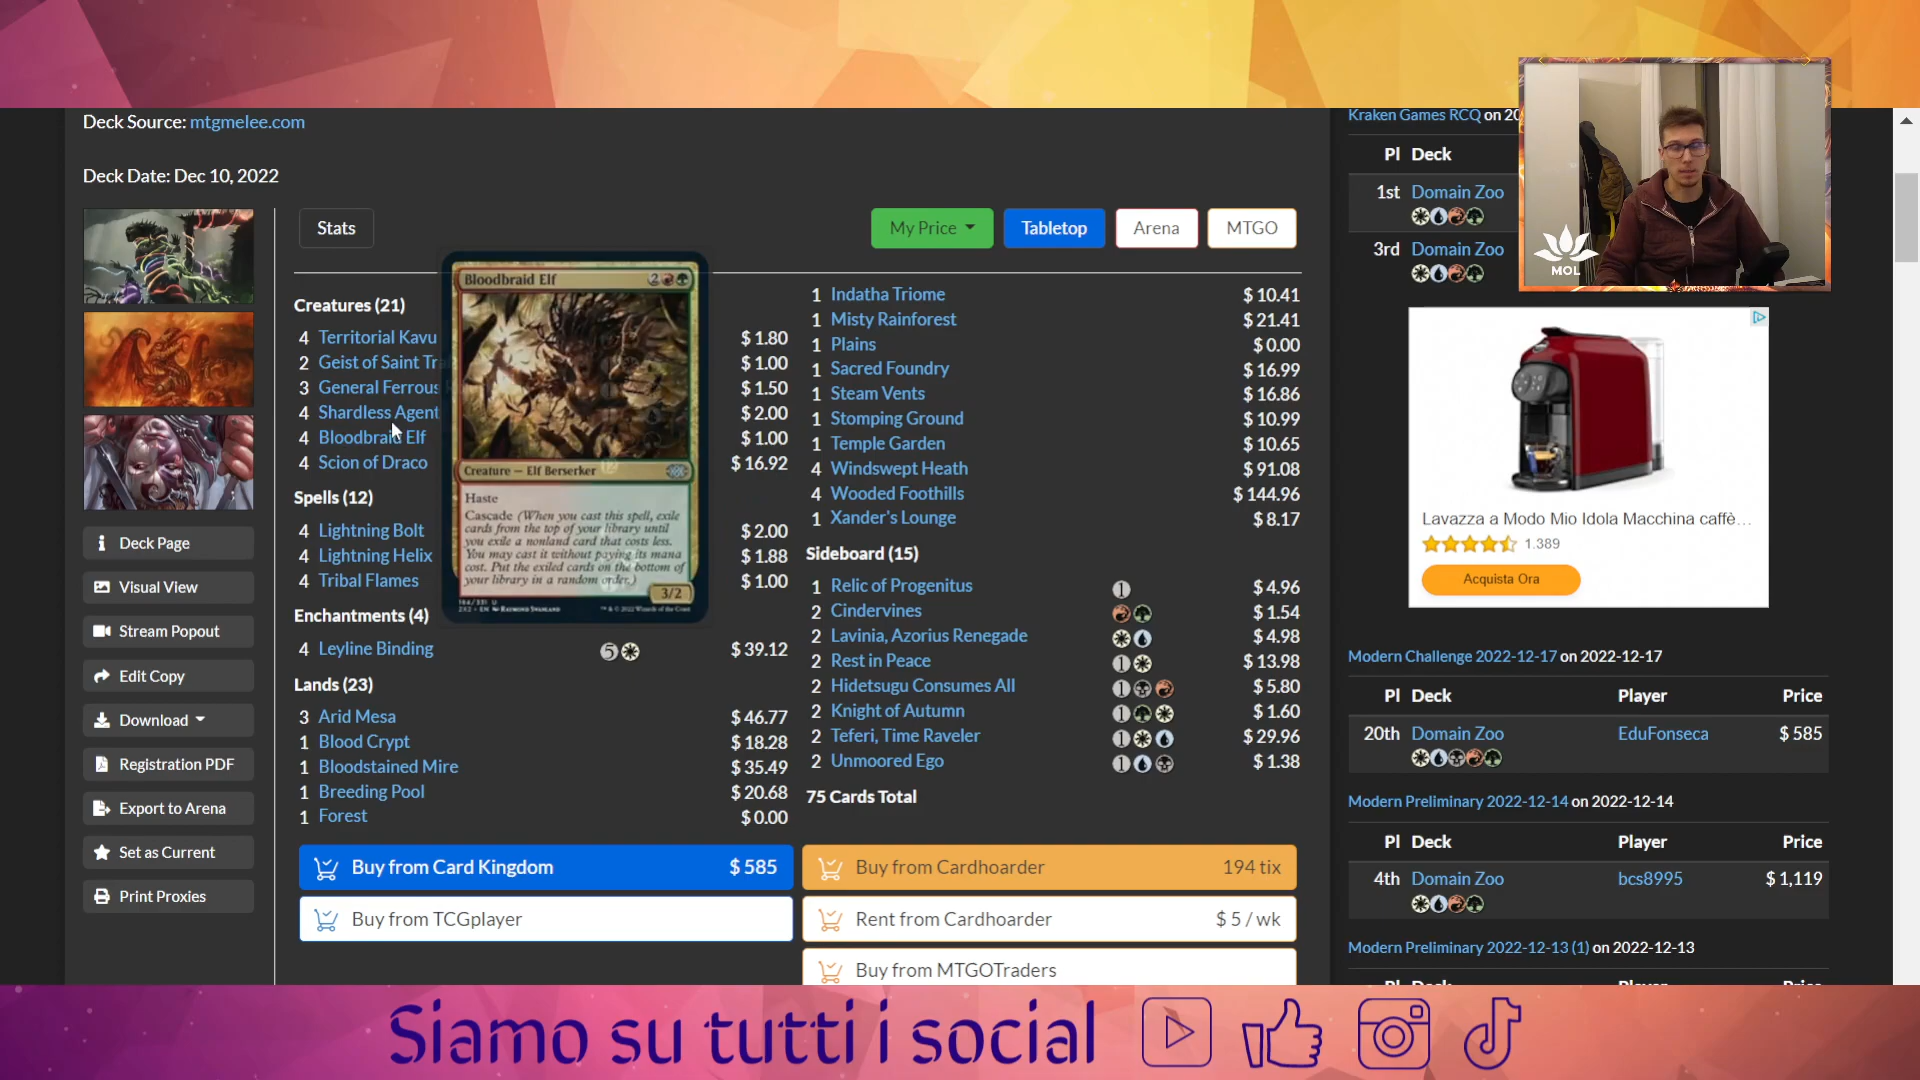 Deck Source: mtgmelee.com
Deck Date: Dec 10, 2022
Stats
My Price
Tabletop
Arena
MTGO
Creatures (21)
4 Territorial Kavu $ 1.80
2 Geist of Saint $ 1.00
3 General Ferrous $ 1.50
4 Shardless Agent $ 2.00
4 Bloodbraid Elf $ 1.00
4 Scion of Draco $ 16.92
Spells (12)
4 Lightning Bolt $ 2.00
4 Lightning Helix $ 1.88
4 Tribal Flames $ 1.00
Enchantments (4)
4 Leyline Binding 5 $ 39.12
Lands (23)
3 Arid Mesa $ 46.77
1 Blood Crypt $ 18.28
1 Bloodstained Mire $ 35.49
1 Breeding Pool $ 20.68
1 Forest $ 0.00
Bloodbraid Elf 2
Creature — Elf Berserker
Haste
Cascade (When you cast this spell, exile
cards from the top of your library until
you exile a nonland card that costs less.
You may cast it without paying its mana
cost. Put the exiled cards on the bottom of
your library in a random order.)
3/2
1 Indatha Triome $ 10.41
1 Misty Rainforest $ 21.41
1 Plains $ 0.00
1 Sacred Foundry $ 16.99
1 Steam Vents $ 16.86
1 Stomping Ground $ 10.99
1 Temple Garden $ 10.65
4 Windswept Heath $ 91.08
4 Wooded Foothills $ 144.96
1 Xander's Lounge $ 8.17
Sideboard (15)
1 Relic of Progenitus 1 $ 4.96
2 Cindervines $ 1.54
2 Lavinia, Azorius Renegade $ 4.98
2 Rest in Peace 1 $ 13.98
2 Hidetsugu Consumes All 1 $ 5.80
2 Knight of Autumn 1 $ 1.60
2 Teferi, Time Raveler 1 $ 29.96
2 Unmoored Ego 1 $ 1.38
75 Cards Total
Deck Page
Visual View
Stream Popout
Edit Copy
Download
Registration PDF
Export to Arena
Set as Current
Print Proxies
Buy from Card Kingdom $ 585
Buy from TCGplayer
Buy from Cardhoarder 194 tix
Rent from Cardhoarder $ 5 / wk
Buy from MTGOTraders
Kraken Games RCQ on
Pl Deck
1st Domain Zoo
3rd Domain Zoo
MOL
Lavazza a Modo Mio Idola Macchina caffè...
1.389
Acquista Ora
Modern Challenge 2022-12-17 on 2022-12-17
Pl Deck Player Price
20th Domain Zoo EduFonseca $ 585
Modern Preliminary 2022-12-14 on 2022-12-14
Pl Deck Player Price
4th Domain Zoo bcs8995 $ 1,119
Modern Preliminary 2022-12-13 (1) on 2022-12-13
Siamo su tutti i social